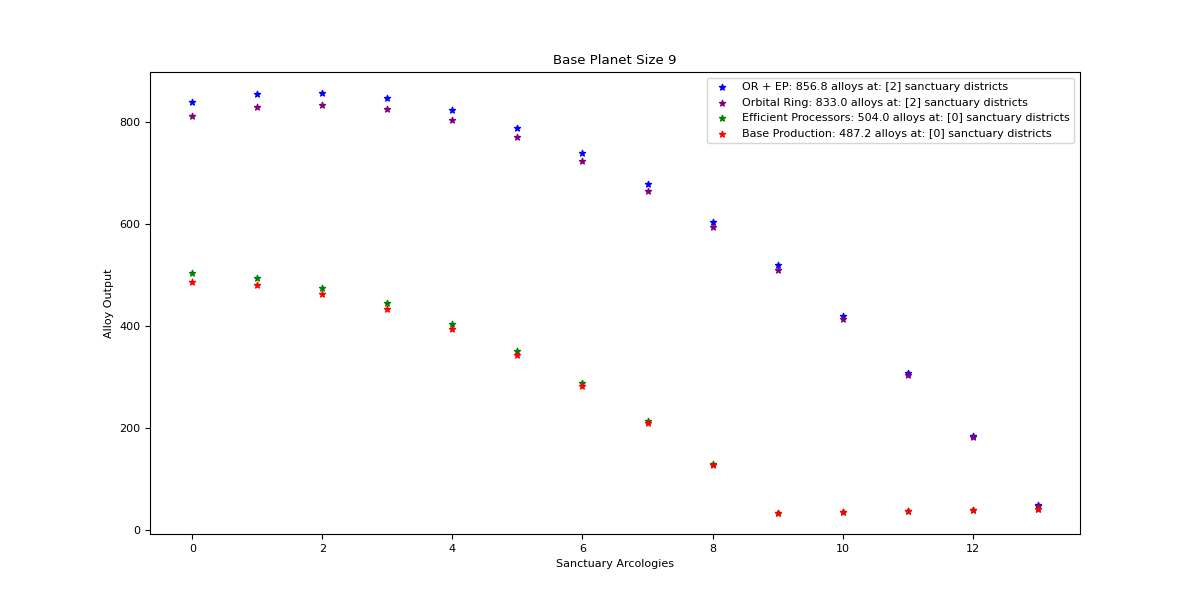 Base Planet Size 9
OR + EP: 856.8 alloys at: [2] sanctuary districts
Orbital Ring: 833.0 alloys at: [2] sanctuary districts
Efficient Processors: 504.0 alloys at: [0] sanctuary districts
Base Production: 487.2 alloys at: [0] sanctuary districts
Alloy Output
800
600
400
200
0
0 2 4 6 8 10 12
Sanctuary Arcologies